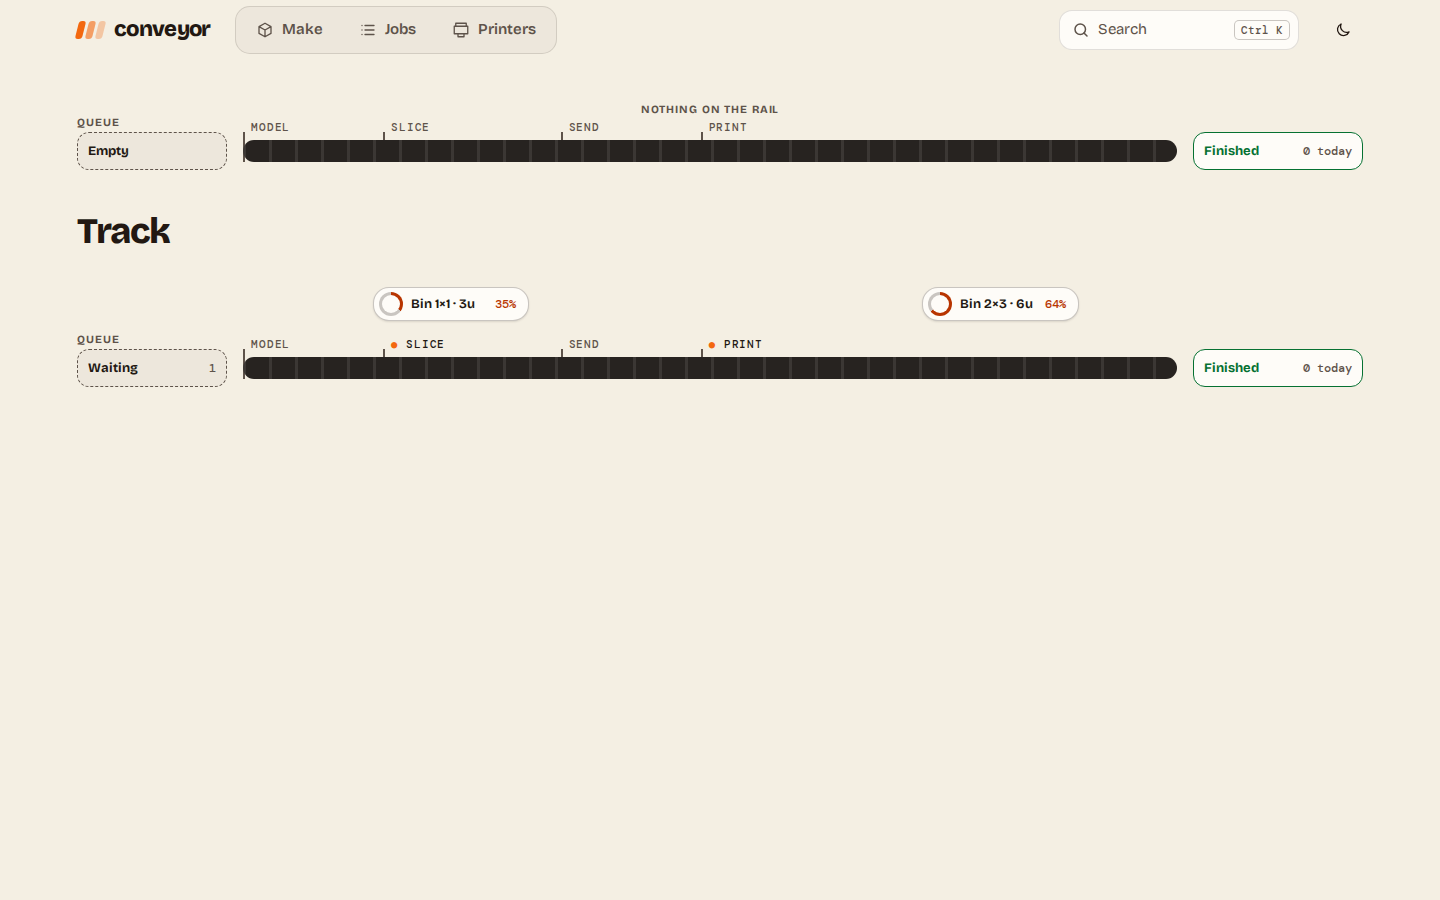 conveyor
Make
Jobs
Printers
Search
Ctrl K
NOTHING ON THE RAIL
QUEUE
MODEL
SLICE
SEND
PRINT
Empty
Finished
0 today
Track
Bin 1×1 · 3u
35%
Bin 2×3 · 6u
64%
QUEUE
MODEL
SLICE
SEND
PRINT
Waiting
1
Finished
0 today